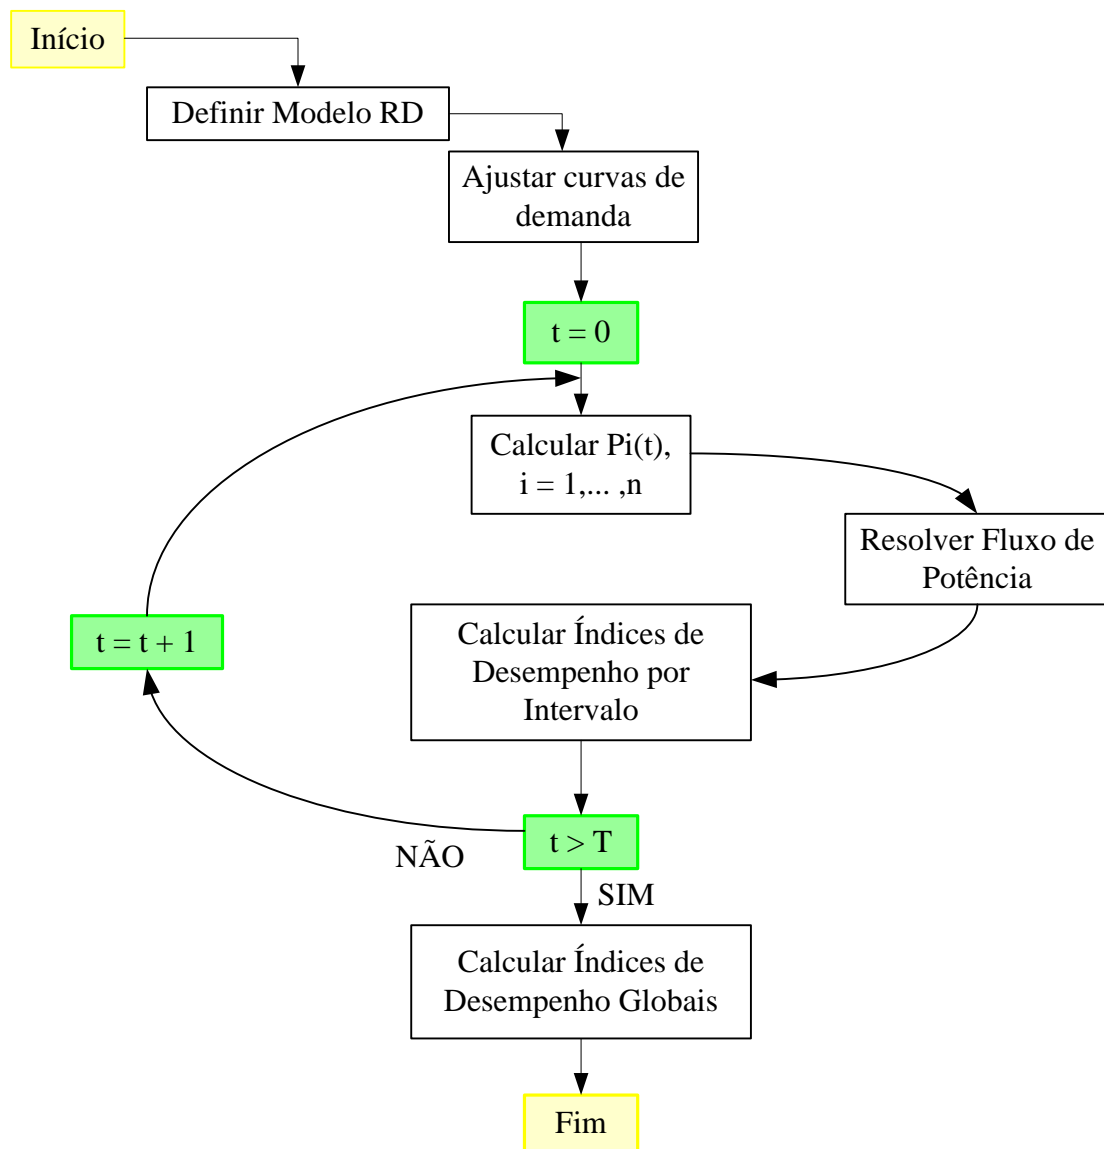 Início
Definir Modelo RD
Ajustar curvas de
demanda
t = 0
Calcular Pi(t),
i = 1,... ,n
Resolver Fluxo de
Potência
Calcular Índices de
Desempenho por
Intervalo
t = t + 1
t > T
NÃO
SIM
Calcular Índices de
Desempenho Globais
Fim